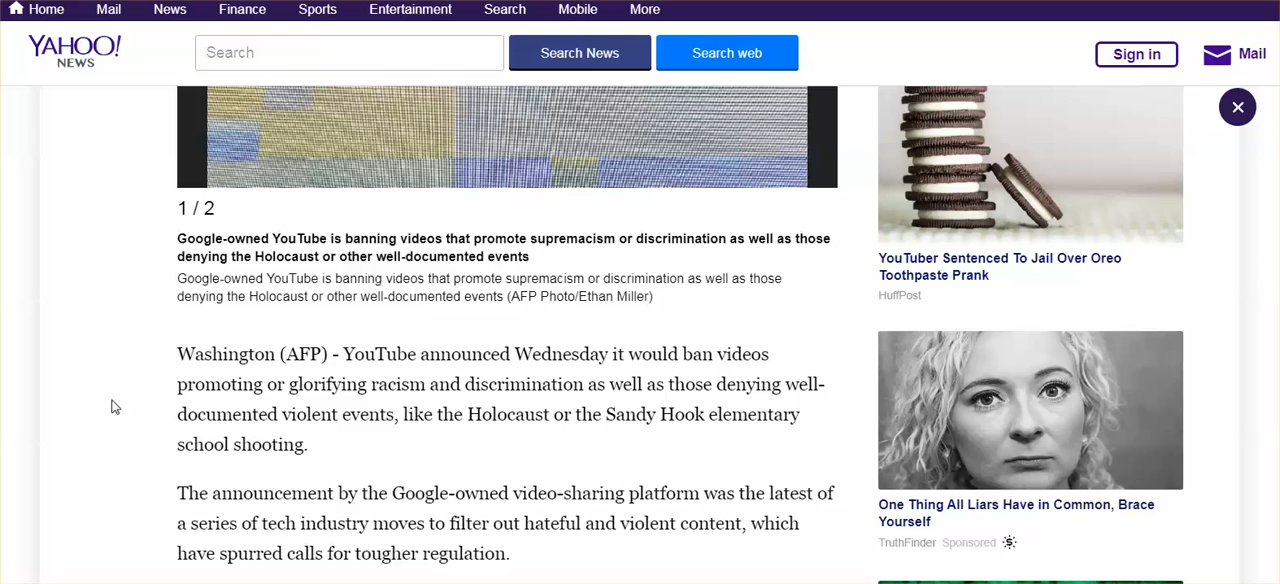 Home Mail News Finance Sports Entertainment Search Mobile More
YAHOO!
NEWS
Search
Search News
Search web
Sign in
Mail
1 / 2
Google-owned YouTube is banning videos that promote supremacism or discrimination as well as those
denying the Holocaust or other well-documented events
Google-owned YouTube is banning videos that promote supremacism or discrimination as well as those
denying the Holocaust or other well-documented events (AFP Photo/Ethan Miller)
Washington (AFP) - YouTube announced Wednesday it would ban videos
promoting or glorifying racism and discrimination as well as those denying well-
documented violent events, like the Holocaust or the Sandy Hook elementary
school shooting.
The announcement by the Google-owned video-sharing platform was the latest of
a series of tech industry moves to filter out hateful and violent content, which
have spurred calls for tougher regulation.
YouTuber Sentenced To Jail Over Oreo
Toothpaste Prank
HuffPost
One Thing All Liars Have in Common, Brace
Yourself
TruthFinder Sponsored